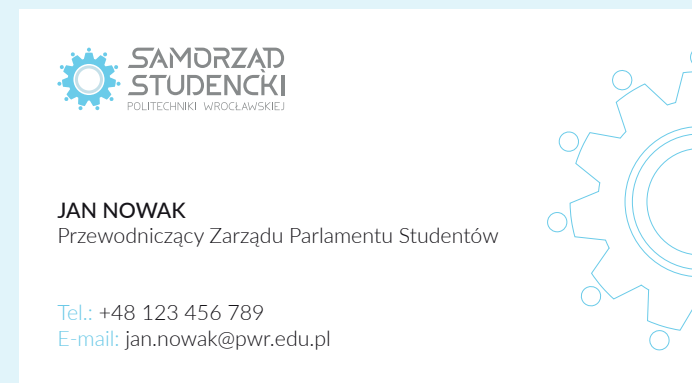 SAMORZĄD
STUDENCKI
POLITECHNIKI WROCŁAWSKIEJ
JAN NOWAK
Przewodniczący Zarządu Parlamentu Studentów
Tel.: +48 123 456 789
E-mail: jan.nowak@pwr.edu.pl